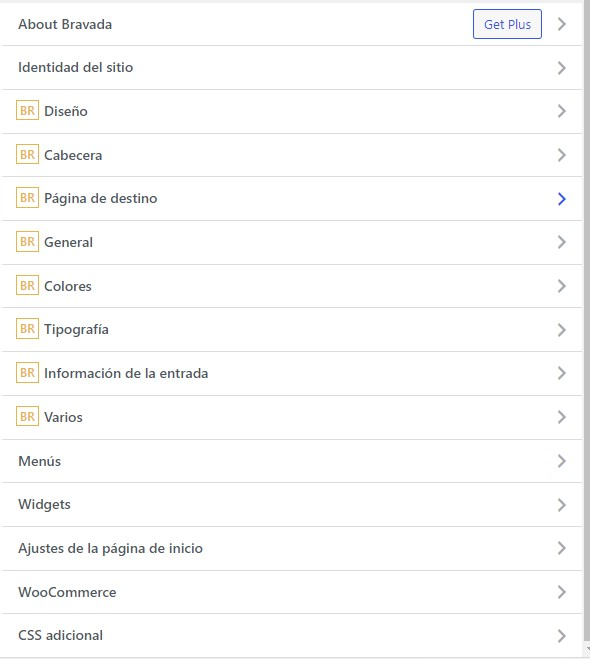 About Bravada Get Plus
Identidad del sitio
BR Diseño
BR Cabecera
BR Página de destino
BR General
BR Colores
BR Tipografía
BR Información de la entrada
BR Varios
Menús
Widgets
Ajustes de la página de inicio
WooCommerce
CSS adicional